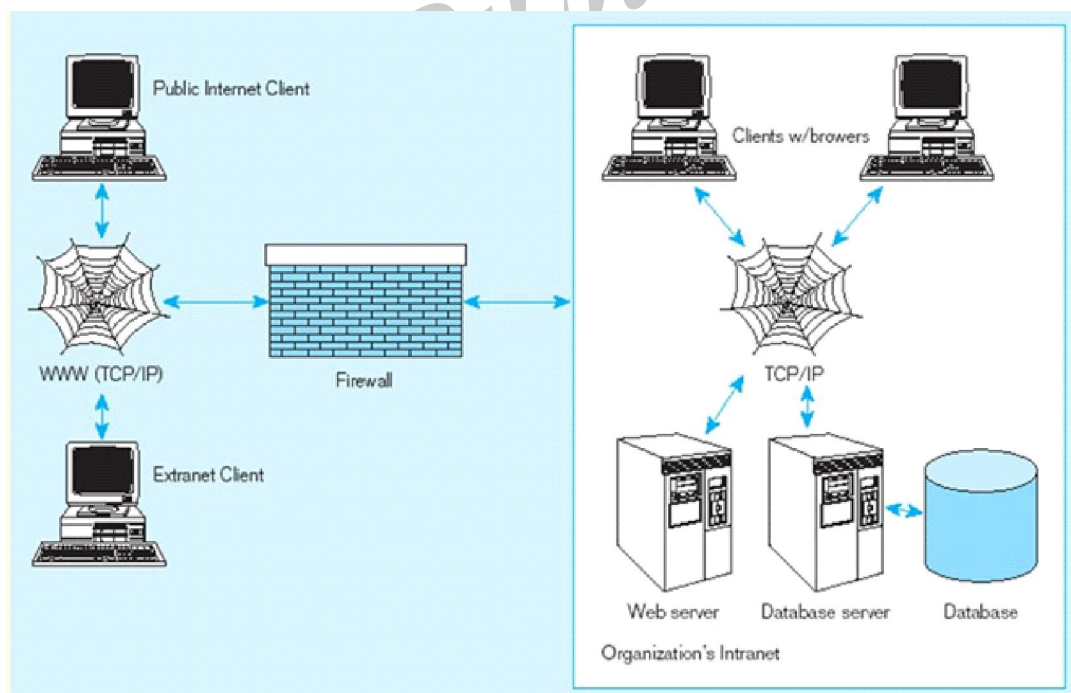 Public Internet Client
Clients w/browers
WWW (TCP/IP)
Firewall
TCP/IP
Extranet Client
Web server
Database server
Database
Organization's Intranet